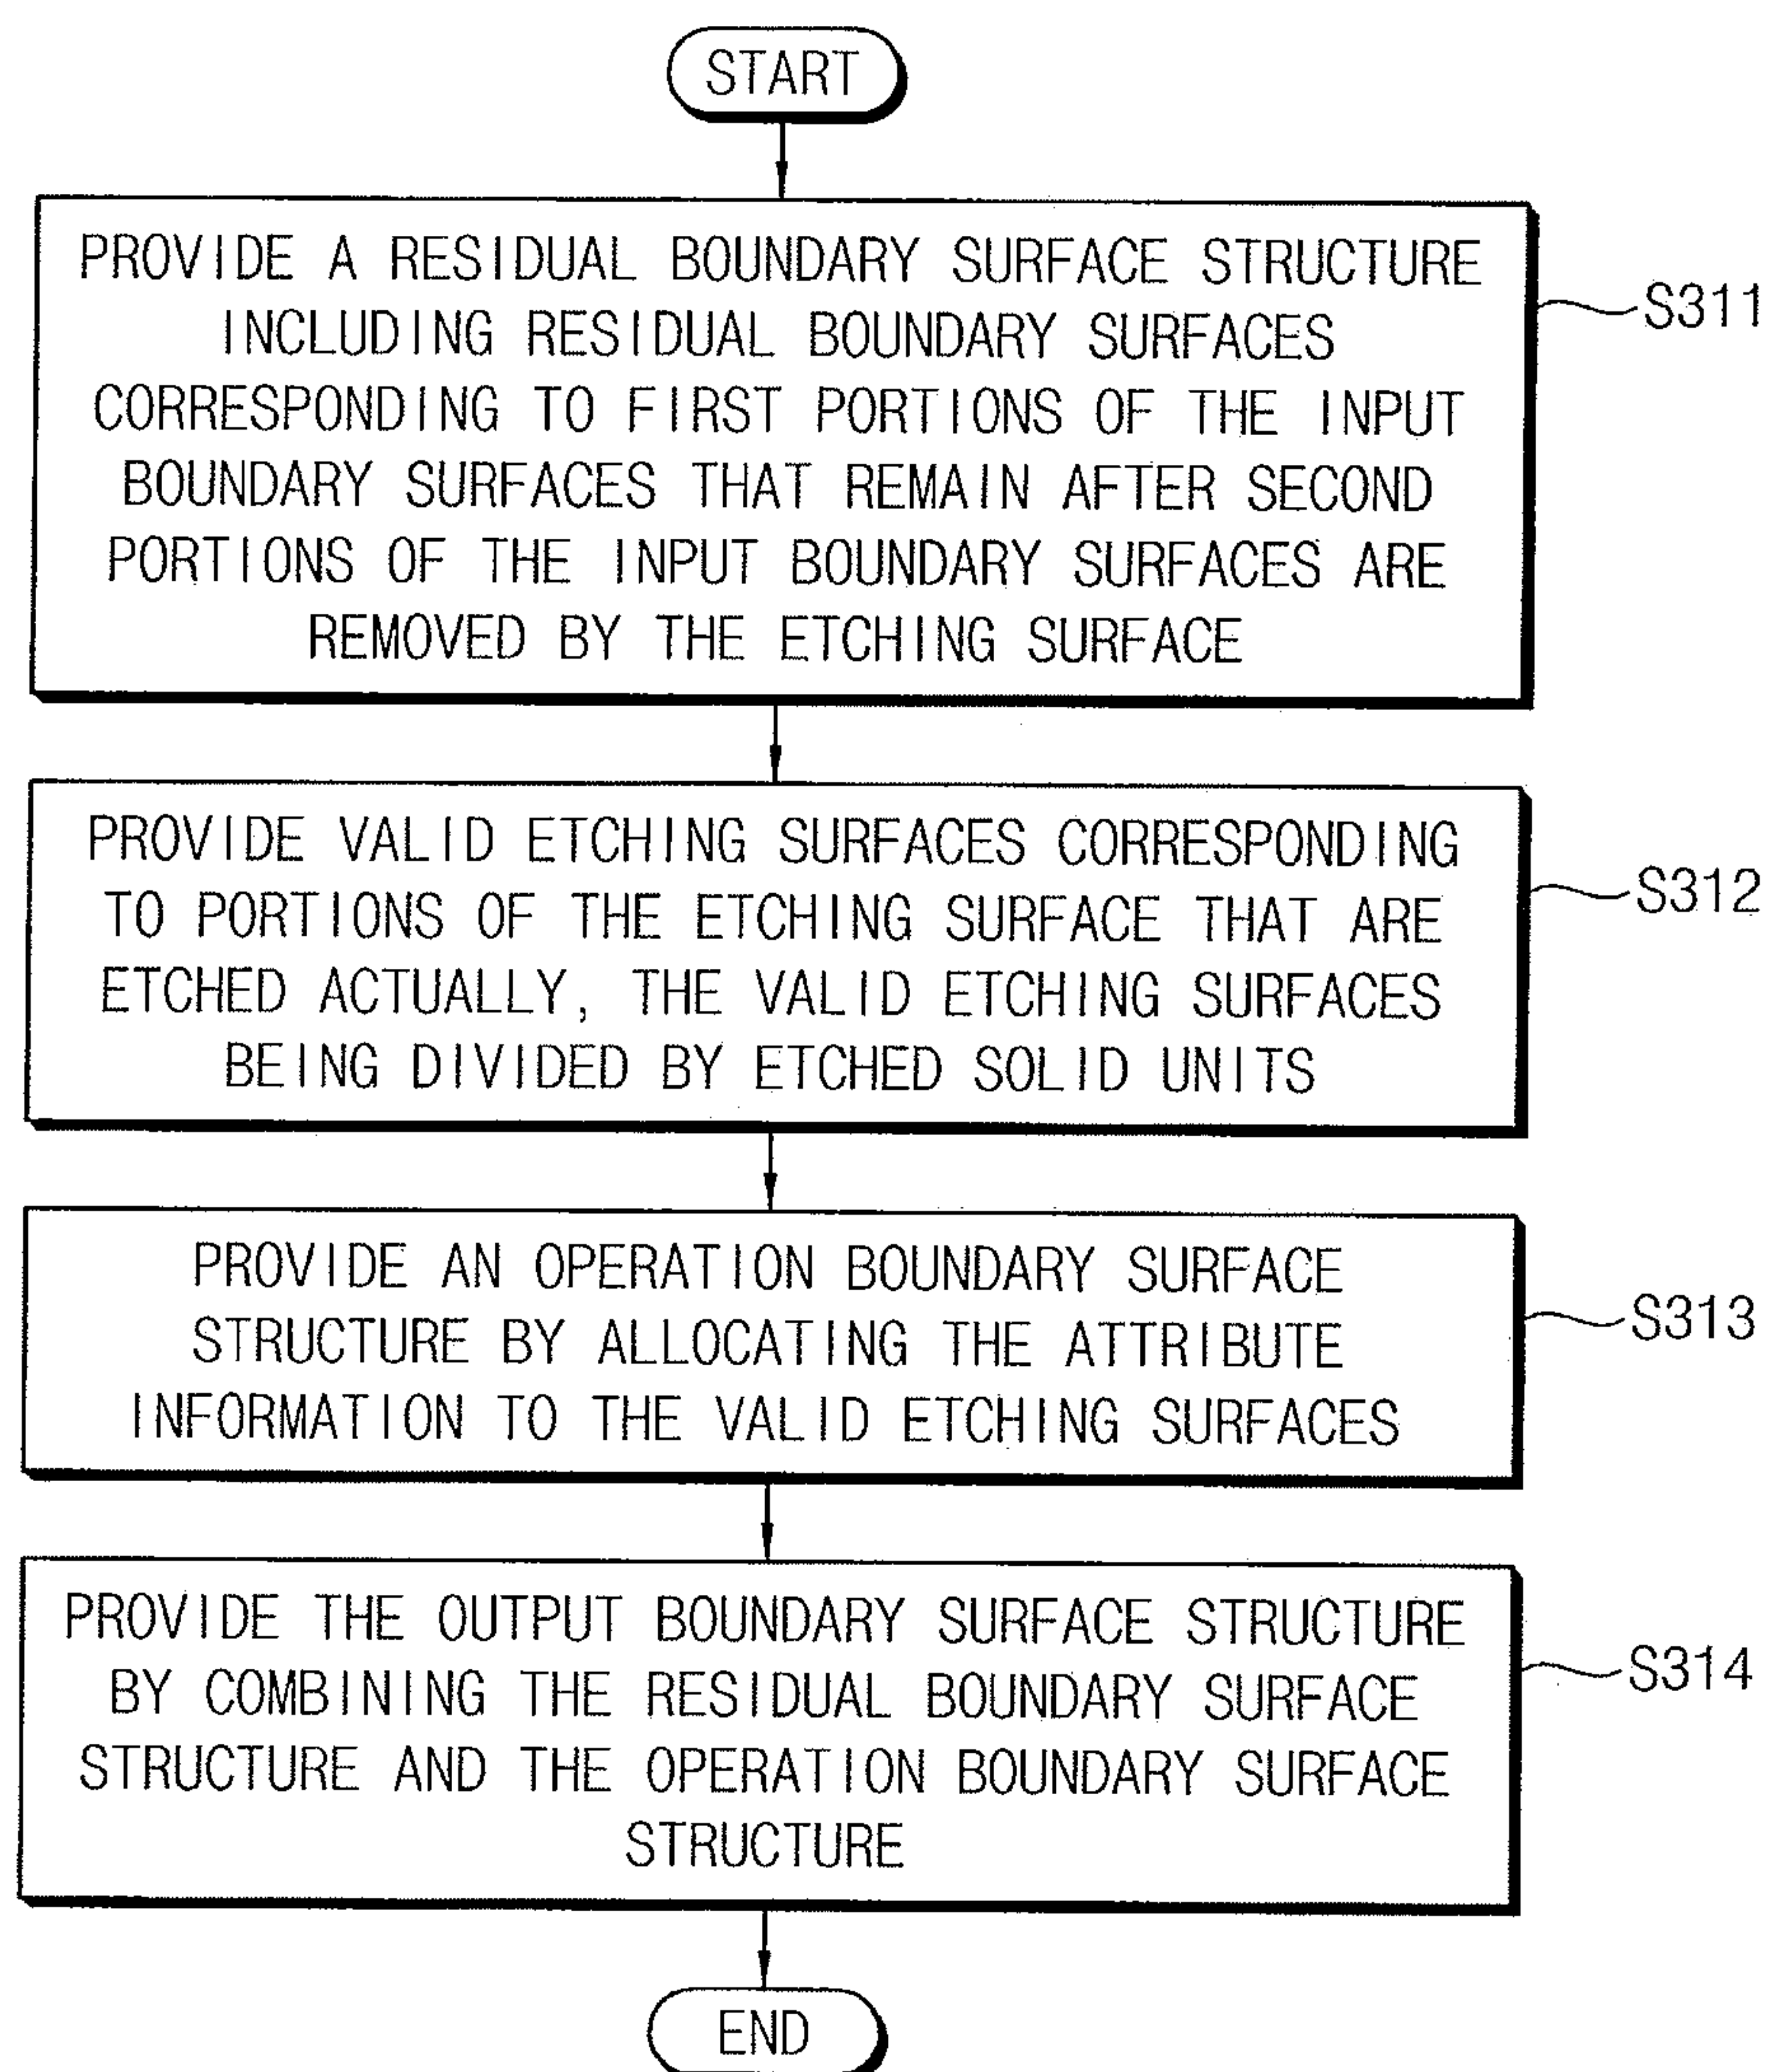 START
PROVIDE A RESIDUAL BOUNDARY SURFACE STRUCTURE
INCLUDING RESIDUAL BOUNDARY SURFACES
CORRESPONDING TO FIRST PORTIONS OF THE INPUT
BOUNDARY SURFACES THAT REMAIN AFTER SECOND
PORTIONS OF THE INPUT BOUNDARY SURFACES ARE
REMOVED BY THE ETCHING SURFACE
S311
PROVIDE VALID ETCHING SURFACES CORRESPONDING
TO PORTIONS OF THE ETCHING SURFACE THAT ARE
ETCHED ACTUALLY, THE VALID ETCHING SURFACES
BEING DIVIDED BY ETCHED SOLID UNITS
S312
PROVIDE AN OPERATION BOUNDARY SURFACE
STRUCTURE BY ALLOCATING THE ATTRIBUTE
INFORMATION TO THE VALID ETCHING SURFACES
S313
PROVIDE THE OUTPUT BOUNDARY SURFACE STRUCTURE
BY COMBINING THE RESIDUAL BOUNDARY SURFACE
STRUCTURE AND THE OPERATION BOUNDARY SURFACE
STRUCTURE
S314
END